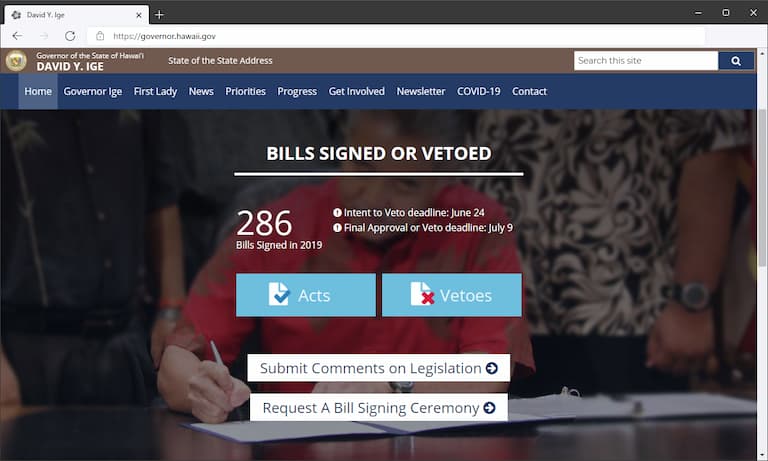 David Y. Ige
https://governor.hawaii.gov
Governor of the State of Hawai'i
DAVID Y. IGE
State of the State Address
Search this site
Home Governor Ige First Lady News Priorities Progress Get Involved Newsletter COVID-19 Contact
BILLS SIGNED OR VETOED
286
Bills Signed in 2019
Intent to Veto deadline: June 24
Final Approval or Veto deadline: July 9
Acts
Vetoes
Submit Comments on Legislation
Request A Bill Signing Ceremony